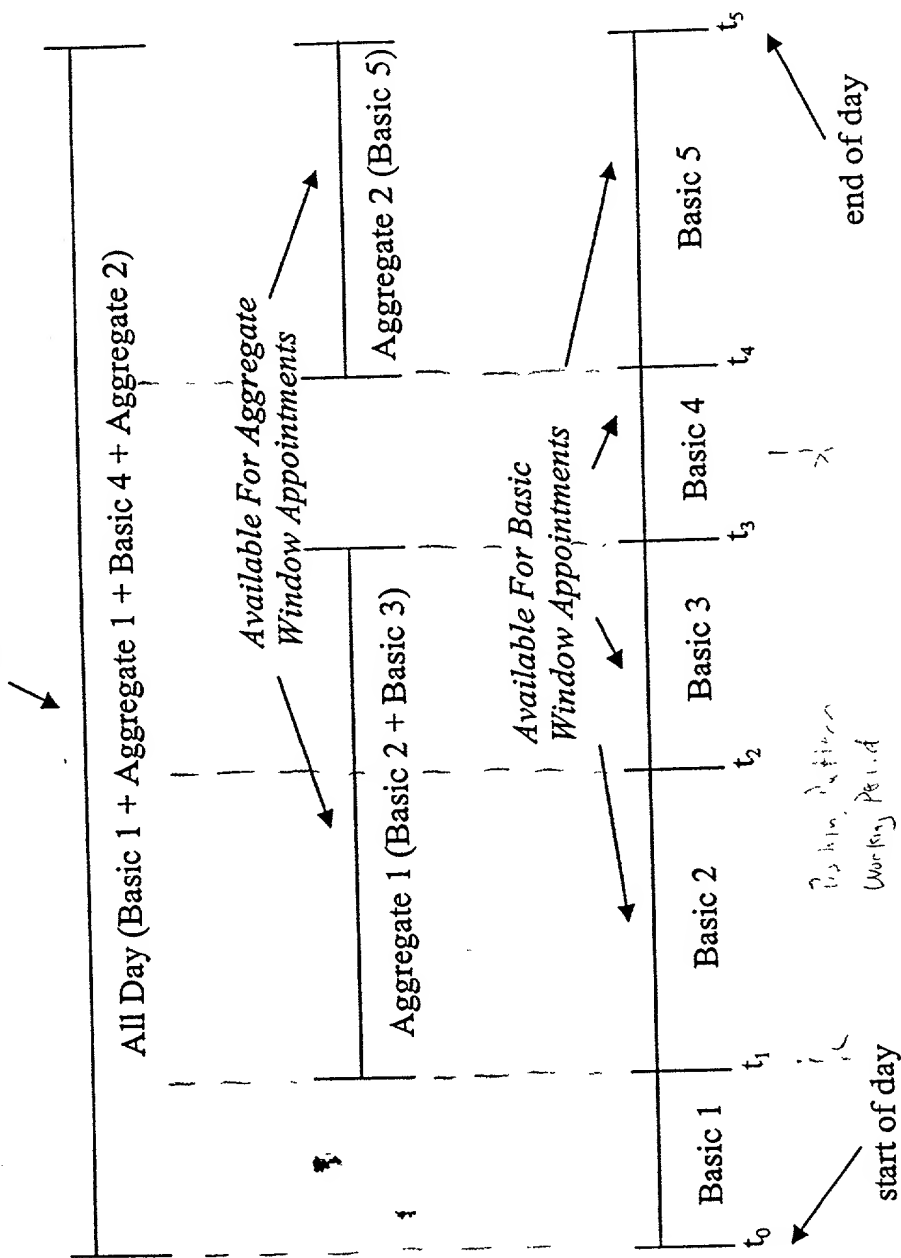 All Day (Basic 1 + Aggregate 1 + Basic 4 + Aggregate 2)
Available For Aggregate
Window Appointments
Aggregate 1 (Basic 2 + Basic 3)
Aggregate 2 (Basic 5)
Available For Basic
Window Appointments
Basic 1
Basic 2
Basic 3
Basic 4
Basic 5
t₀
t₁
t₂
t₃
t₄
t₅
Working
start of day
end of day